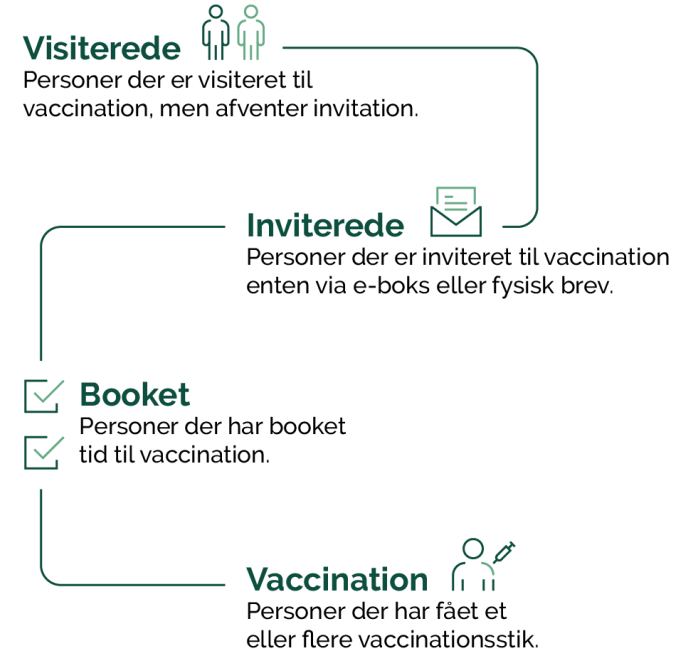 Visiterede
Personer der er visiteret til
vaccination, men afventer invitation.
Inviterede
Personer der er inviteret til vaccination
enten via e-boks eller fysisk brev.
Booket
Personer der har booket
tid til vaccination.
Vaccination
Personer der har fået et
eller flere vaccinationsstik.